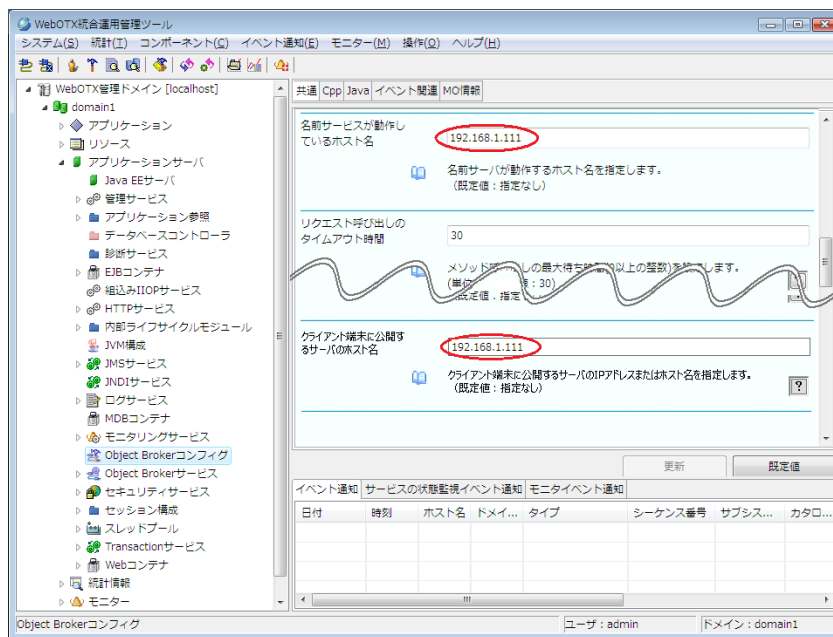 WebOTX統合運用管理ツール
システム(S) 統計(T) コンポーネント(C) イベント通知(E) モニター(M) 操作(O) ヘルプ(H)
WebOTX管理ドメイン [localhost]
domain1
アプリケーション
リソース
アプリケーションサーバ
Java EEサーバ
管理サービス
アプリケーション参照
データベースコントローラ
診断サービス
EJBコンテナ
組込みIIOPサービス
HTTPサービス
内部ライフサイクルモジュール
JVM構成
JMSサービス
JNDIサービス
ログサービス
MDBコンテナ
モニタリングサービス
Object Brokerコンフィグ
Object Brokerサービス
セキュリティサービス
セッション構成
スレッドプール
Transactionサービス
Webコンテナ
統計情報
モニター
共通 Cpp Java イベント関連 MO情報
名前サービスが動作し
ているホスト名
192.168.1.111
名前サーバが動作するホスト名を指定します。
(既定値：指定なし)
リクエスト呼び出しの
タイムアウト時間
30
メソッド
しの最大待ち
以上の整数)を
します。
(単位
：30)
定値：指定
クライアント端末に公開す
るサーバのホスト名
192.168.1.111
クライアント端末に公開するサーバのIPアドレスまたはホスト名を指定します。
(既定値：指定なし)
?
更新 既定値
イベント通知 サービスの状態監視イベント通知 モニタイベント通知
日付 時刻 ホスト名 ドメイ... タイプ シーケンス番号 サブシス... カタロ...
Object Brokerコンフィグ ユーザ : admin ドメイン : domain1